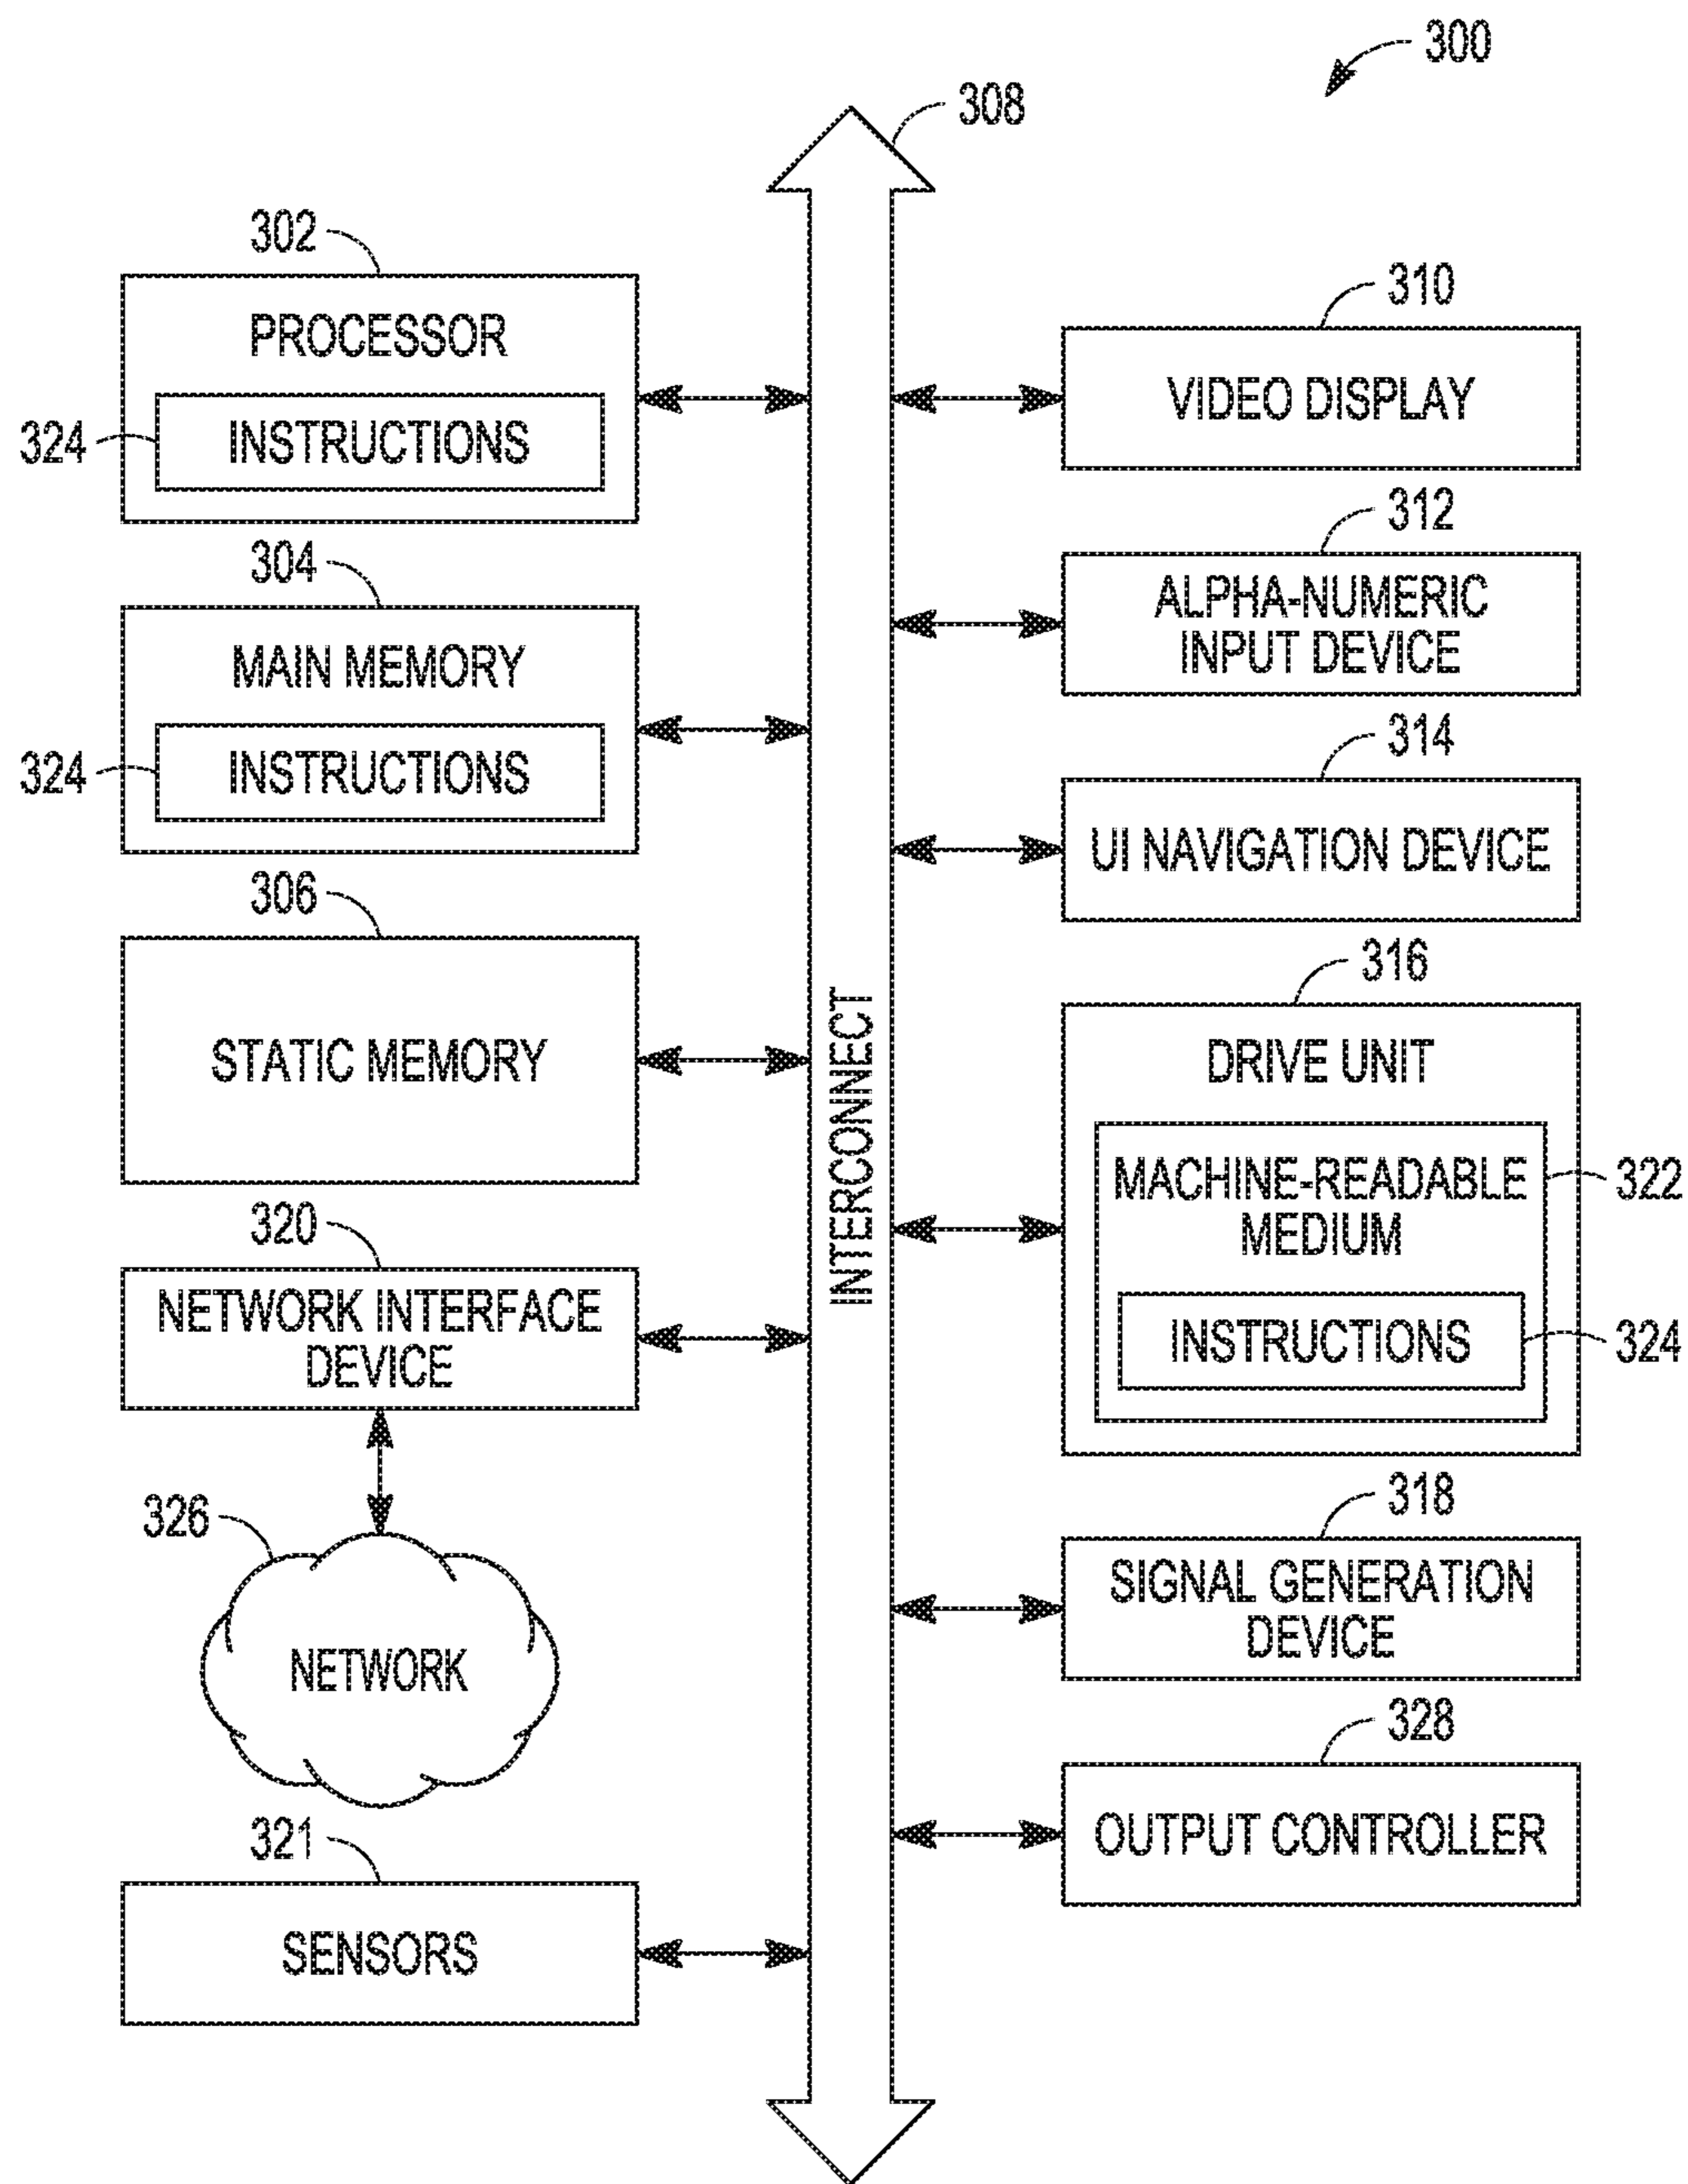 300
308
302
PROCESSOR
324
INSTRUCTIONS
304
MAIN MEMORY
324
INSTRUCTIONS
306
STATIC MEMORY
320
NETWORK INTERFACE
DEVICE
326
NETWORK
321
SENSORS
INTERCONNECT
310
VIDEO DISPLAY
312
ALPHA-NUMERIC
INPUT DEVICE
314
UI NAVIGATION DEVICE
316
DRIVE UNIT
MACHINE-READABLE
MEDIUM
322
INSTRUCTIONS
324
318
SIGNAL GENERATION
DEVICE
328
OUTPUT CONTROLLER